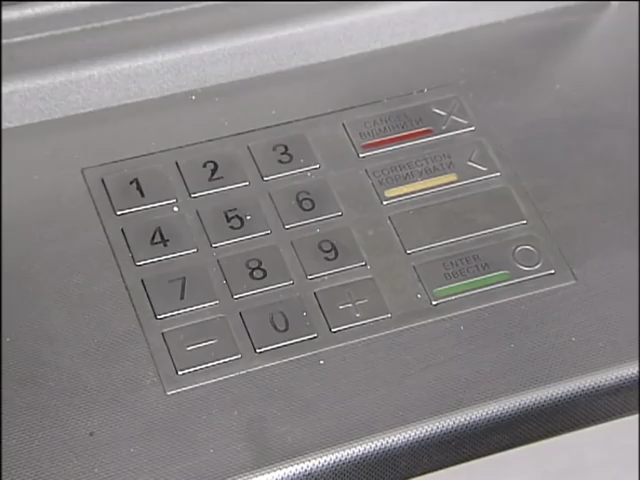 1 2 3
CANCEL
ВІДМІНИТИ
4 5 6
CORRECTION
КОРИГУВАТИ
7 8 9
- 0 +
ENTER
ВВЕСТИ